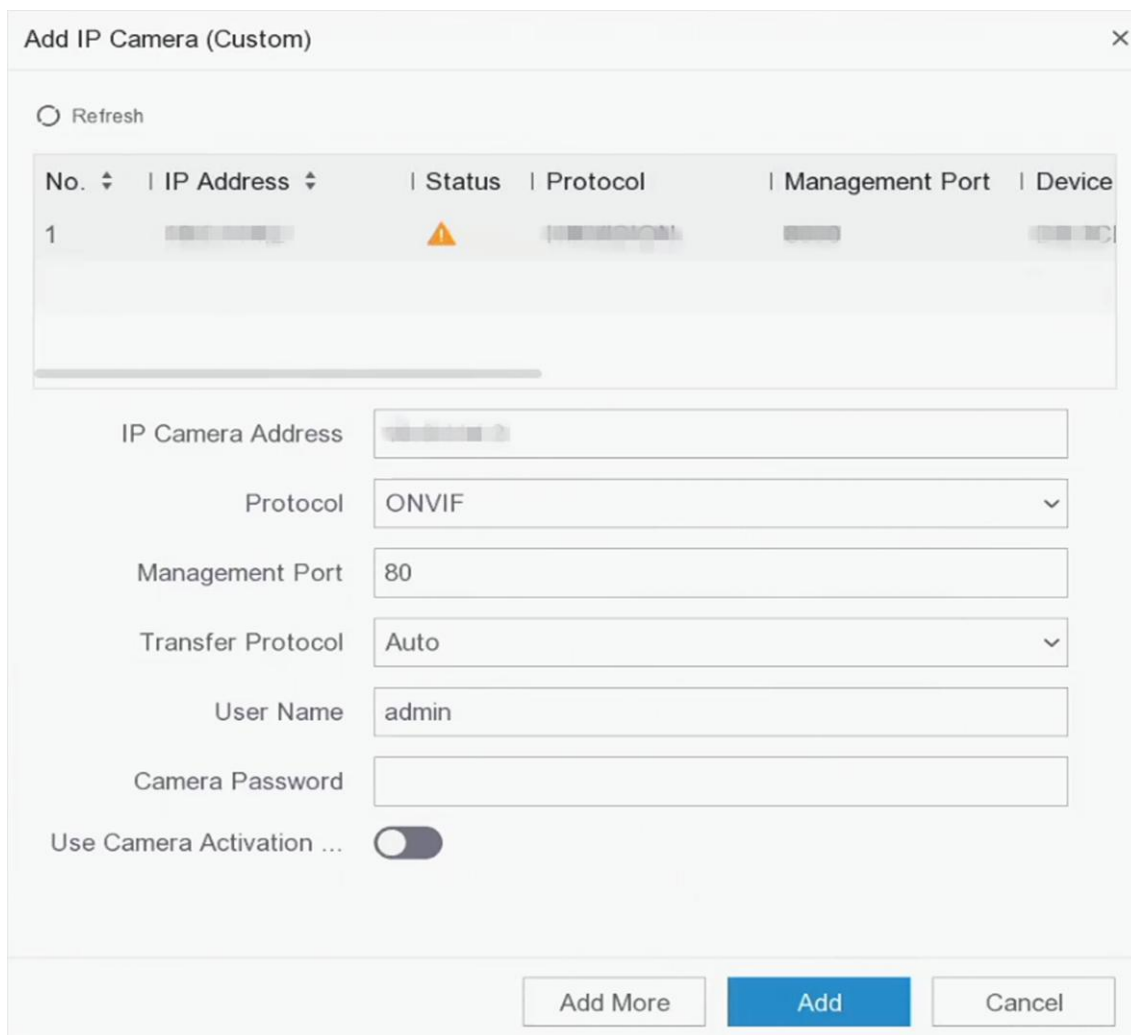 Add IP Camera (Custom)
Refresh
No. IP Address Status Protocol Management Port Device
1
IP Camera Address
Protocol ONVIF
Management Port 80
Transfer Protocol Auto
User Name admin
Camera Password
Use Camera Activation ...
Add More Add Cancel